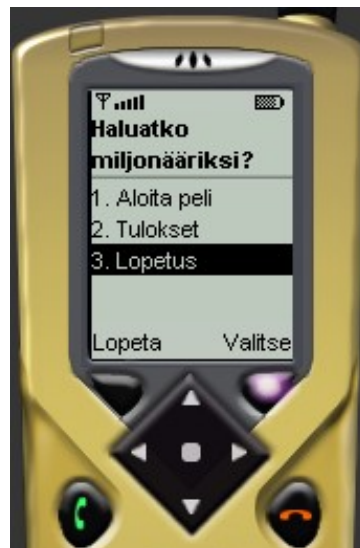 Haluatko
miljonääriksi?
1. Aloita peli
2. Tulokset
3. Lopetus
Lopeta Valitse